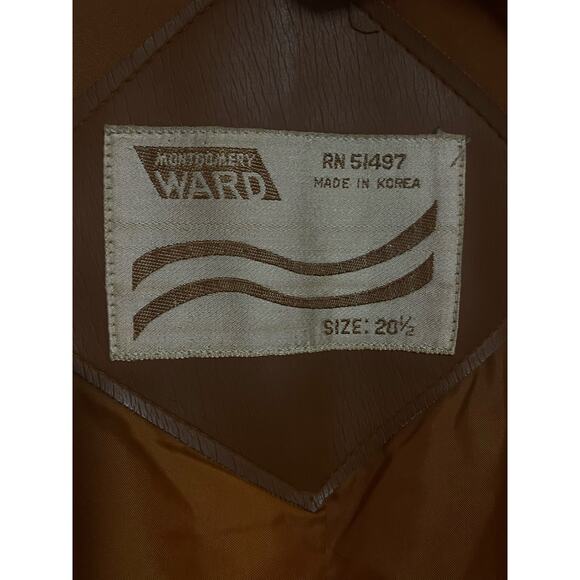 MONTGOMERY
WARD
RN 51497
MADE IN KOREA
SIZE: 20½